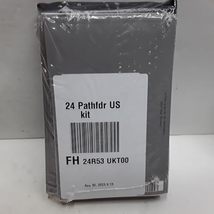 24 Pathfdr US
kit
FH 24R53 UKT00